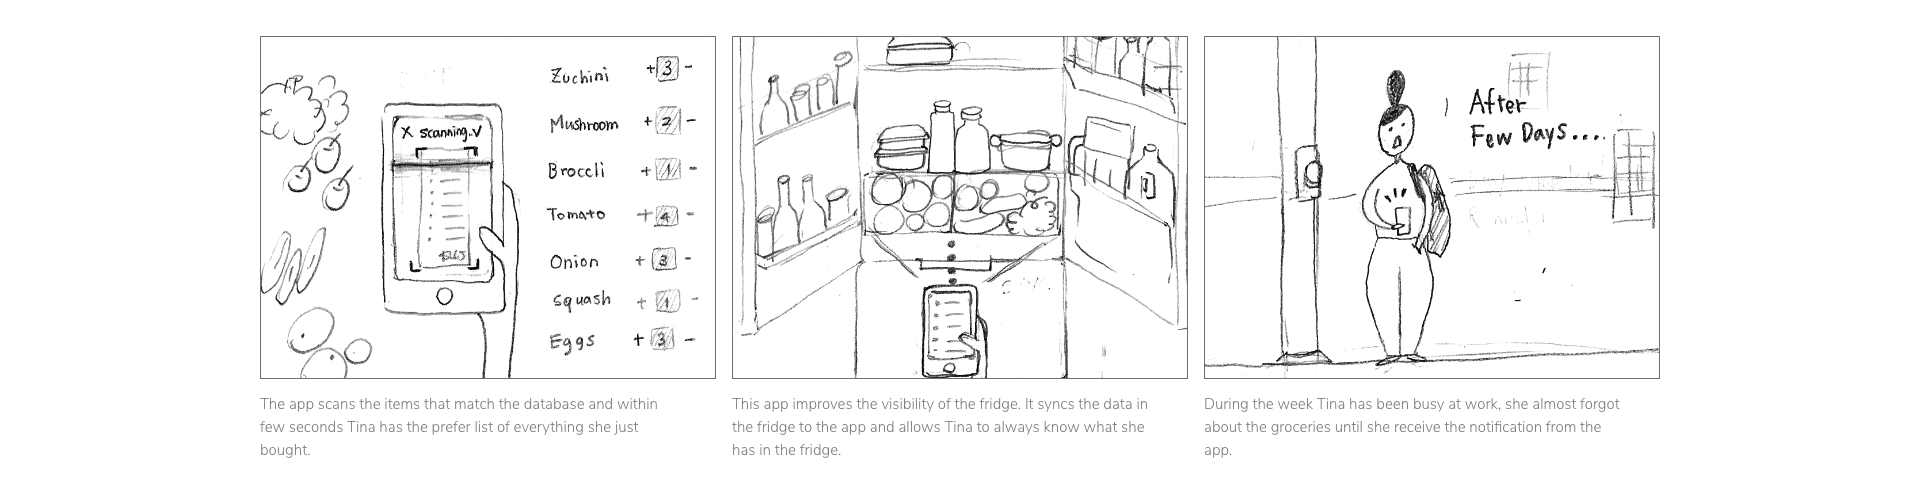 X Scanning.. V
Zuchini + 3 -
Mushroom + 2 -
Broccli + 1 -
Tomato + 4 -
Onion + 3 -
Squash + 1 -
Eggs + 3 -
After
Few Days....
The app scans the items that match the database and within
few seconds Tina has the prefer list of everything she just
bought.
This app improves the visibility of the fridge. It syncs the data in
the fridge to the app and allows Tina to always know what she
has in the fridge.
During the week Tina has been busy at work, she almost forgot
about the groceries until she receive the notification from the
app.